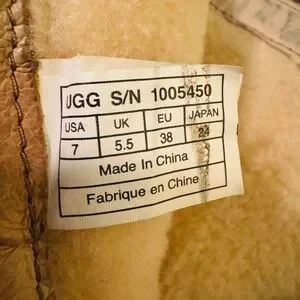 UGG S/N 1005450
USA UK EU JAPAN
7 5.5 38 24
Made In China
Fabrique en Chine